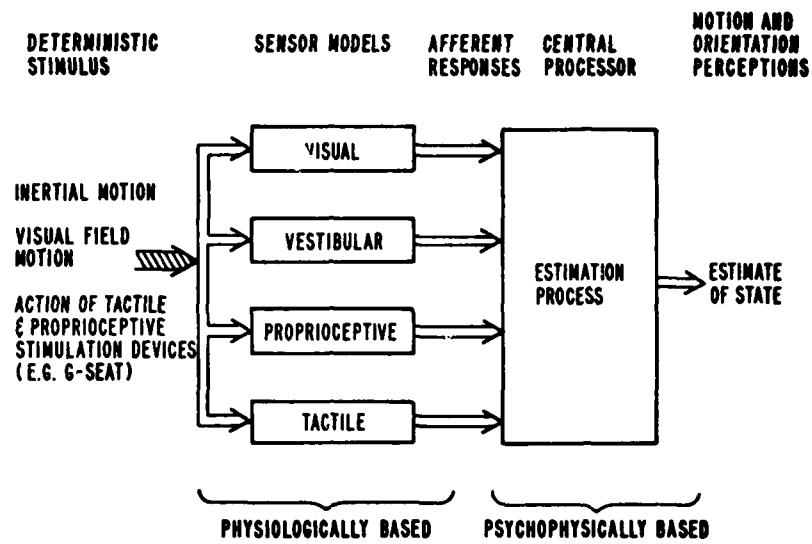 DETERMINISTIC
STIMULUS
SENSOR MODELS
AFFERENT
RESPONSES
CENTRAL
PROCESSOR
MOTION AND
ORIENTATION
PERCEPTIONS
INERTIAL MOTION
VISUAL FIELD
MOTION
ACTION OF TACTILE
& PROPRIOCEPTIVE
STIMULATION DEVICES
(E.G. G-SEAT)
VISUAL
VESTIBULAR
PROPRIOCEPTIVE
TACTILE
ESTIMATION
PROCESS
ESTIMATE
OF STATE
PHYSIOLOGICALLY BASED
PSYCHOPHYSICALLY BASED